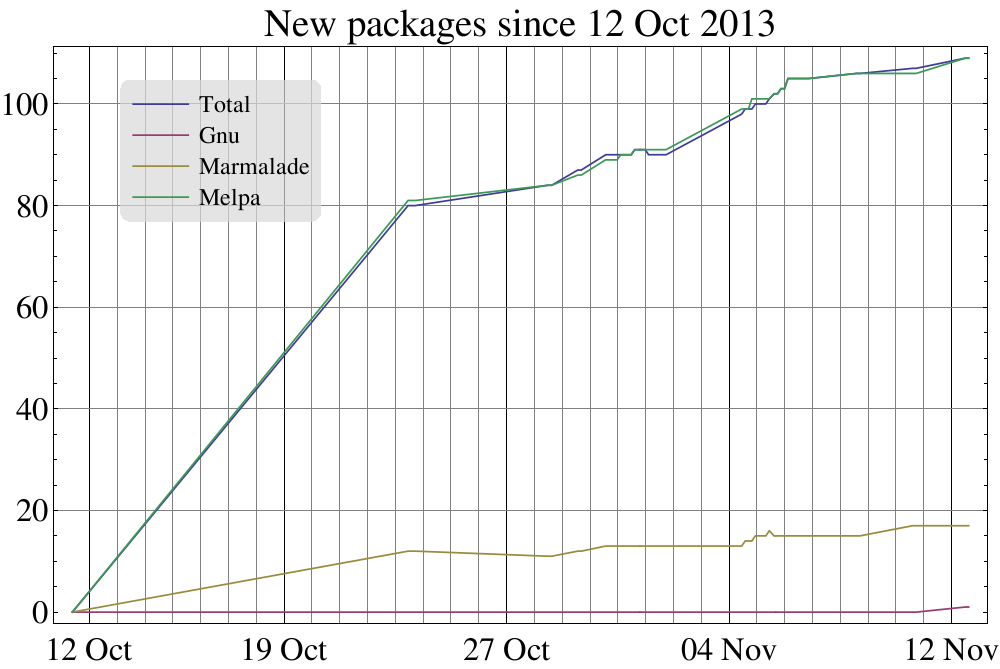 New packages since 12 Oct 2013
100
80
60
40
20
0
Total
Gnu
Marmalade
Melpa
12 Oct 19 Oct 27 Oct 04 Nov 12 Nov